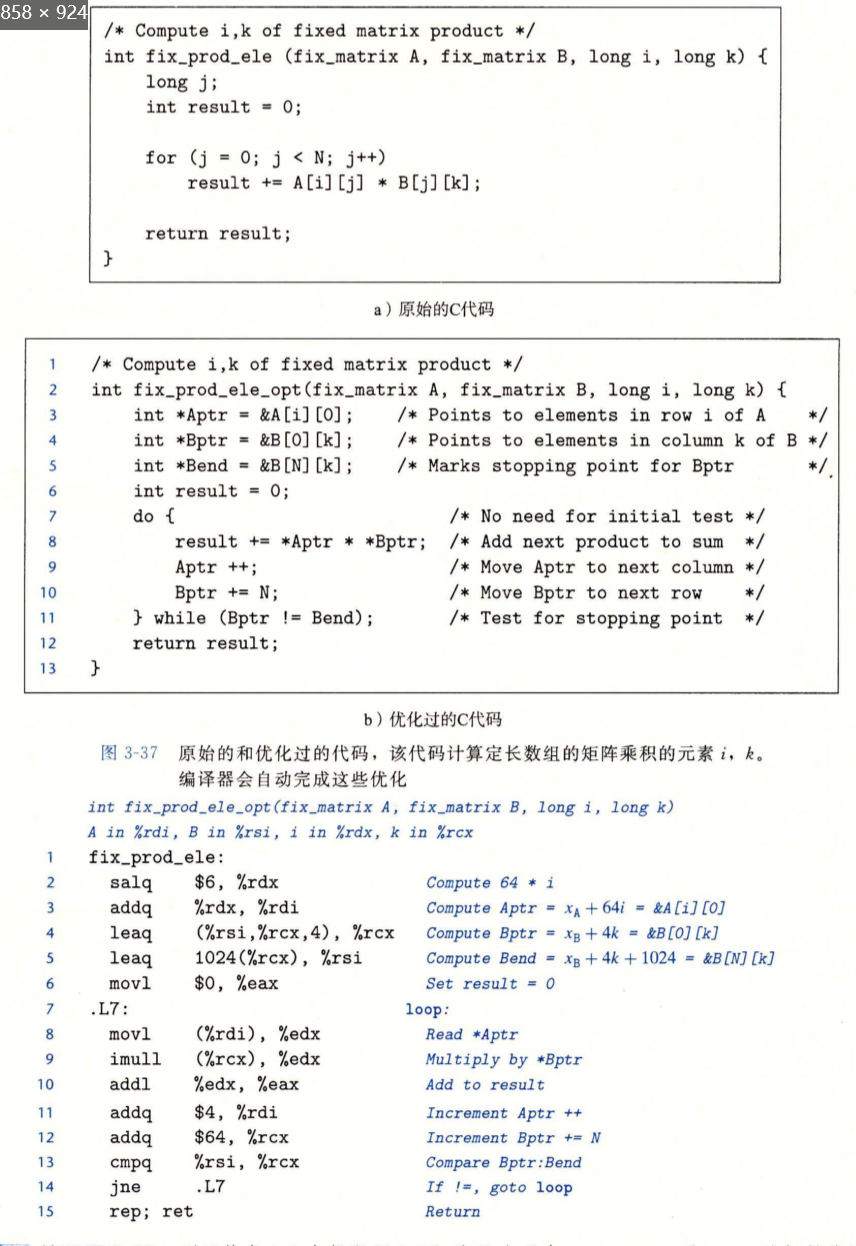 858 × 924
/* Compute i,k of fixed matrix product */
int fix_prod_ele (fix_matrix A, fix_matrix B, long i, long k) {
    long j;
    int result = 0;

    for (j = 0; j < N; j++)
        result += A[i][j] * B[j][k];

    return result;
}
a）原始的C代码
1 /* Compute i,k of fixed matrix product */
2 int fix_prod_ele_opt(fix_matrix A, fix_matrix B, long i, long k) {
3     int *Aptr = &A[i][0];    /* Points to elements in row i of A    */
4     int *Bptr = &B[0][k];    /* Points to elements in column k of B */
5     int *Bend = &B[N][k];    /* Marks stopping point for Bptr       */
6     int result = 0;
7     do {                          /* No need for initial test */
8         result += *Aptr * *Bptr;  /* Add next product to sum  */
9         Aptr ++;                  /* Move Aptr to next column */
10         Bptr += N;                /* Move Bptr to next row    */
11     } while (Bptr != Bend);       /* Test for stopping point  */
12     return result;
13 }
b）优化过的C代码
图 3-37 原始的和优化过的代码，该代码计算定长数组的矩阵乘积的元素 i，k。
编译器会自动完成这些优化
int fix_prod_ele_opt(fix_matrix A, fix_matrix B, long i, long k)
A in %rdi, B in %rsi, i in %rdx, k in %rcx
1 fix_prod_ele:
2   salq    $6, %rdx              Compute 64 * i
3   addq    %rdx, %rdi            Compute Aptr = xA + 64i = &A[i][0]
4   leaq    (%rsi,%rcx,4), %rcx   Compute Bptr = xB + 4k = &B[0][k]
5   leaq    1024(%rcx), %rsi      Compute Bend = xB + 4k + 1024 = &B[N][k]
6   movl    $0, %eax              Set result = 0
7 .L7:                          loop:
8   movl    (%rdi), %edx          Read *Aptr
9   imull   (%rcx), %edx          Multiply by *Bptr
10   addl    %edx, %eax            Add to result
11   addq    $4, %rdi              Increment Aptr ++
12   addq    $64, %rcx             Increment Bptr += N
13   cmpq    %rsi, %rcx            Compare Bptr:Bend
14   jne     .L7                   If !=, goto loop
15   rep; ret                      Return